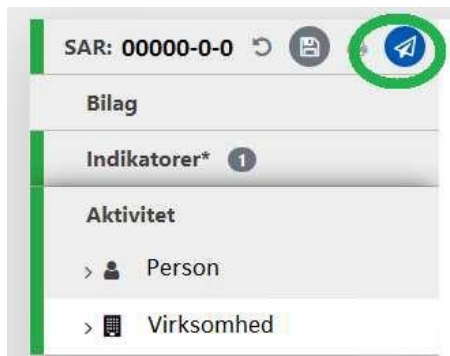 SAR: 00000-0-0
Bilag
Indikatorer* 1
Aktivitet
Person
Virksomhed